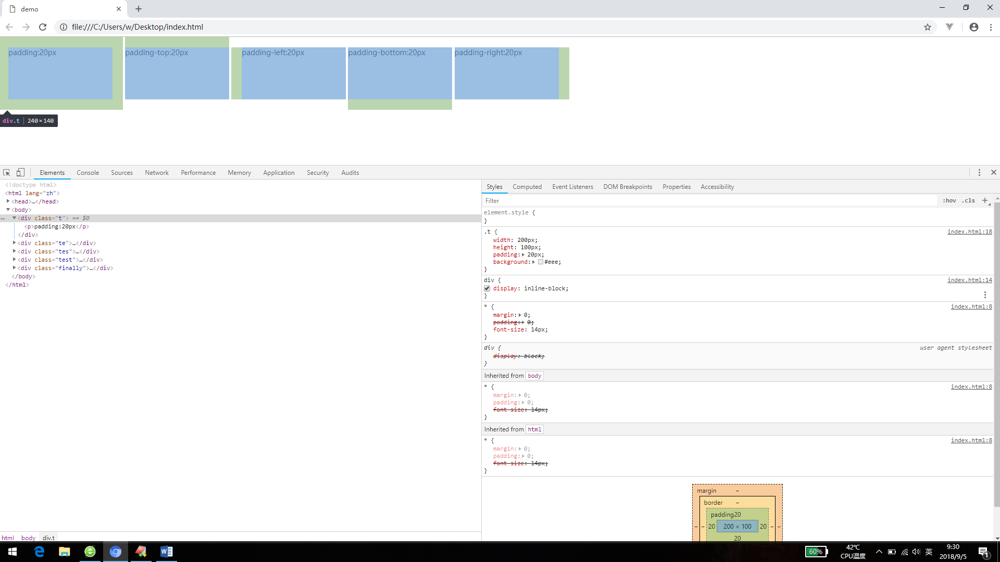 demo
file:///C:/Users/w/Desktop/index.html
padding:20px
padding-top:20px
padding-left:20px
padding-bottom:20px
padding-right:20px
div.t | 240×140
Elements
Console
Sources
Network
Performance
Memory
Application
Security
Audits
<!doctype html>
<html lang="zh">
<head>…</head>
<body>
<div class="t"> == $0
<p>padding:20px</p>
</div>
<div class="te">…</div>
<div class="tes">…</div>
<div class="test">…</div>
<div class="finally">…</div>
</body>
</html>
html body div.t
Styles
Computed
Event Listeners
DOM Breakpoints
Properties
Accessibility
Filter
:hov .cls
element.style {
}
.t { index.html:18
width: 200px;
height: 100px;
padding: 20px;
background: #eee;
}
div { index.html:14
display: inline-block;
}
* { index.html:8
margin: 0;
padding: 0;
font-size: 14px;
}
div { user agent stylesheet
display: block;
}
Inherited from body
* { index.html:8
margin: 0;
padding: 0;
font-size: 14px;
}
Inherited from html
* { index.html:8
margin: 0;
padding: 0;
font-size: 14px;
}
margin –
border –
padding20
– – 20 200 × 100 20 – –
20
60%
42℃
CPU温度
英
9:30
2018/9/5
1